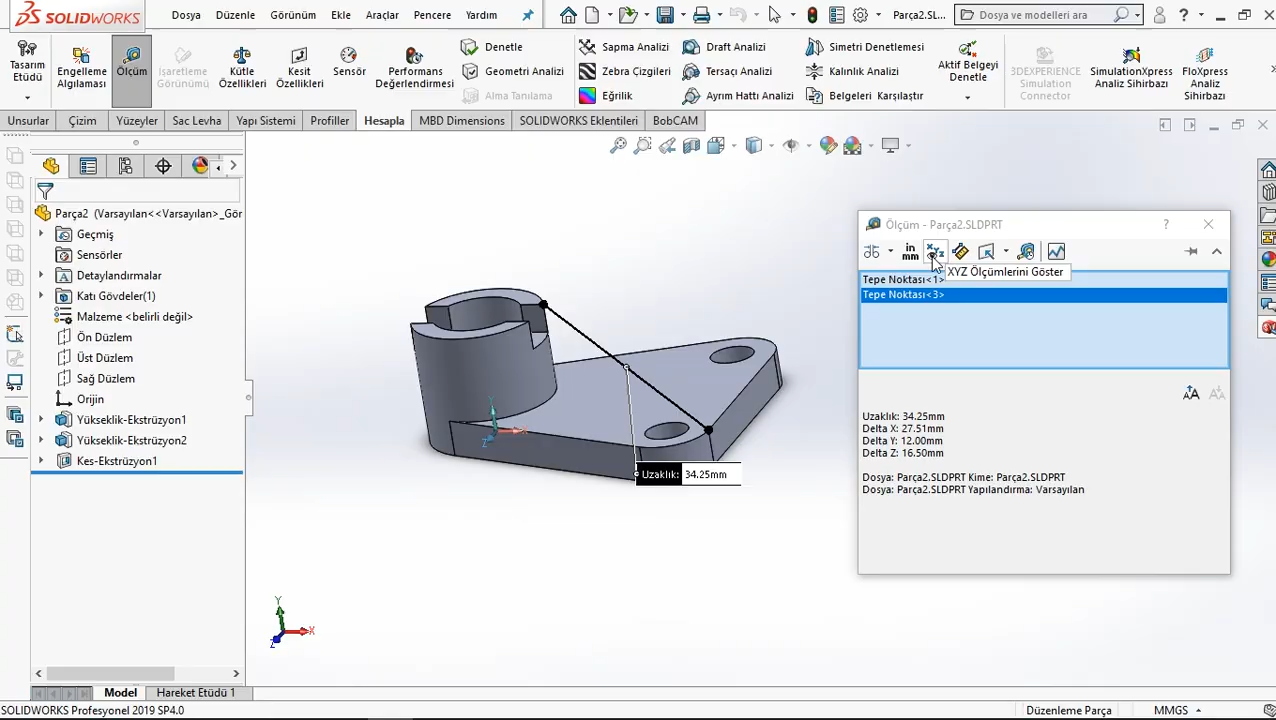 SOLIDWORKS
Dosya Düzenle Görünüm Ekle Araçlar Pencere Yardım
Parça2.SL...
Dosya ve modelleri ara
Tasarım Etüdü
Engelleme Algılaması
Ölçüm
İşaretleme Görünümü
Kütle Özellikleri
Kesit Özellikleri
Sensör
Performans Değerlendirmesi
Denetle
Geometri Analizi
Alma Tanılama
Sapma Analizi
Zebra Çizgileri
Eğrilik
Draft Analizi
Tersaçı Analizi
Ayrım Hattı Analizi
Simetri Denetlemesi
Kalınlık Analizi
Belgeleri Karşılaştır
Aktif Belgeyi Denetle
3DEXPERIENCE Simulation Connector
SimulationXpress Analiz Sihirbazı
FloXpress Analiz Sihirbazı
Unsurlar Çizim Yüzeyler Sac Levha Yapı Sistemi Profiller Hesapla MBD Dimensions SOLIDWORKS Eklentileri BobCAM
Parça2 (Varsayılan<<Varsayılan>_Gör
Geçmiş
Sensörler
Detaylandırmalar
Katı Gövdeler(1)
Malzeme <belirli değil>
Ön Düzlem
Üst Düzlem
Sağ Düzlem
Orijin
Yükseklik-Ekstrüzyon1
Yükseklik-Ekstrüzyon2
Kes-Ekstrüzyon1
Y
X
Z
Uzaklık: 34.25mm
Y
X
Z
Ölçüm - Parça2.SLDPRT
in
mm
XYZ Ölçümlerini Göster
Tepe Noktası<1>
Tepe Noktası<3>
Uzaklık: 34.25mm
Delta X: 27.51mm
Delta Y: 12.00mm
Delta Z: 16.50mm
Dosya: Parça2.SLDPRT Kime: Parça2.SLDPRT
Dosya: Parça2.SLDPRT Yapılandırma: Varsayılan
Model Hareket Etüdü 1
SOLIDWORKS Profesyonel 2019 SP4.0
Düzenleme Parça
MMGS